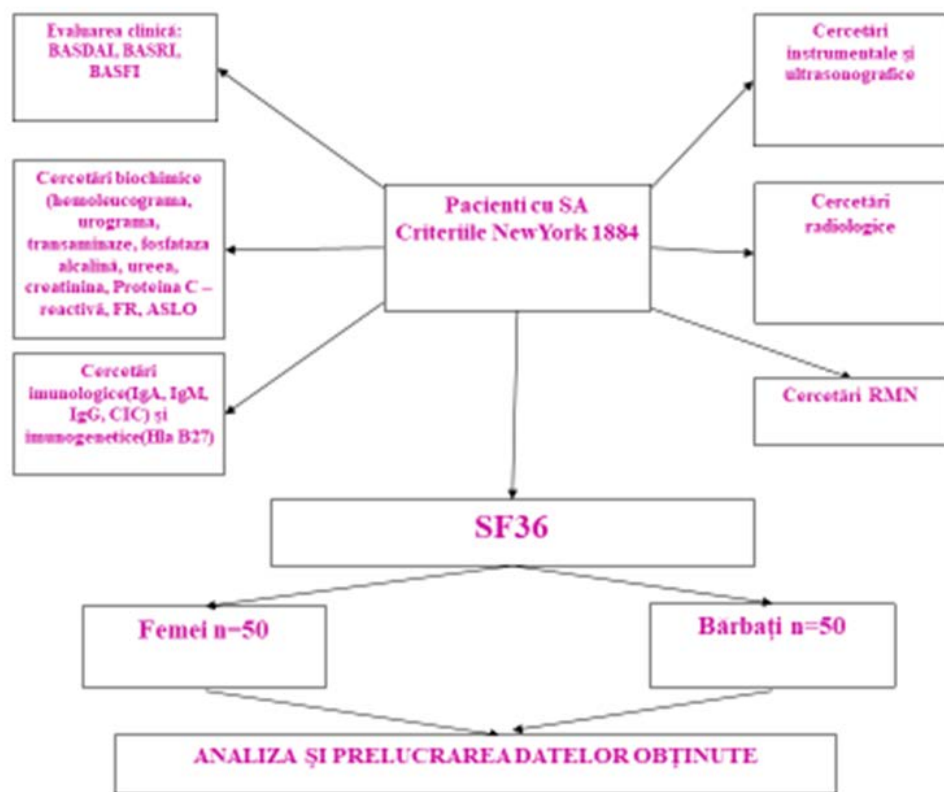 Evaluarea clinică:
BASDAI, BASRI,
BASFI
Cercetări
instrumentale și
ultrasonografice
Cercetări biochimice
(hemoleucograma,
urograma,
transaminaze, fosfataza
alcalină, ureea,
creatinina, Proteina C –
reactivă, FR, ASLO
Pacienti cu SA
Criteriile NewYork 1884
Cercetări
radiologice
Cercetări
imunologice(IgA, IgM,
IgG, CIC) și
imunogenetice(Hla B27)
Cercetări RMN
SF36
Femei n=50
Bărbați n=50
ANALIZA ȘI PRELUCRAREA DATELOR OBȚINUTE